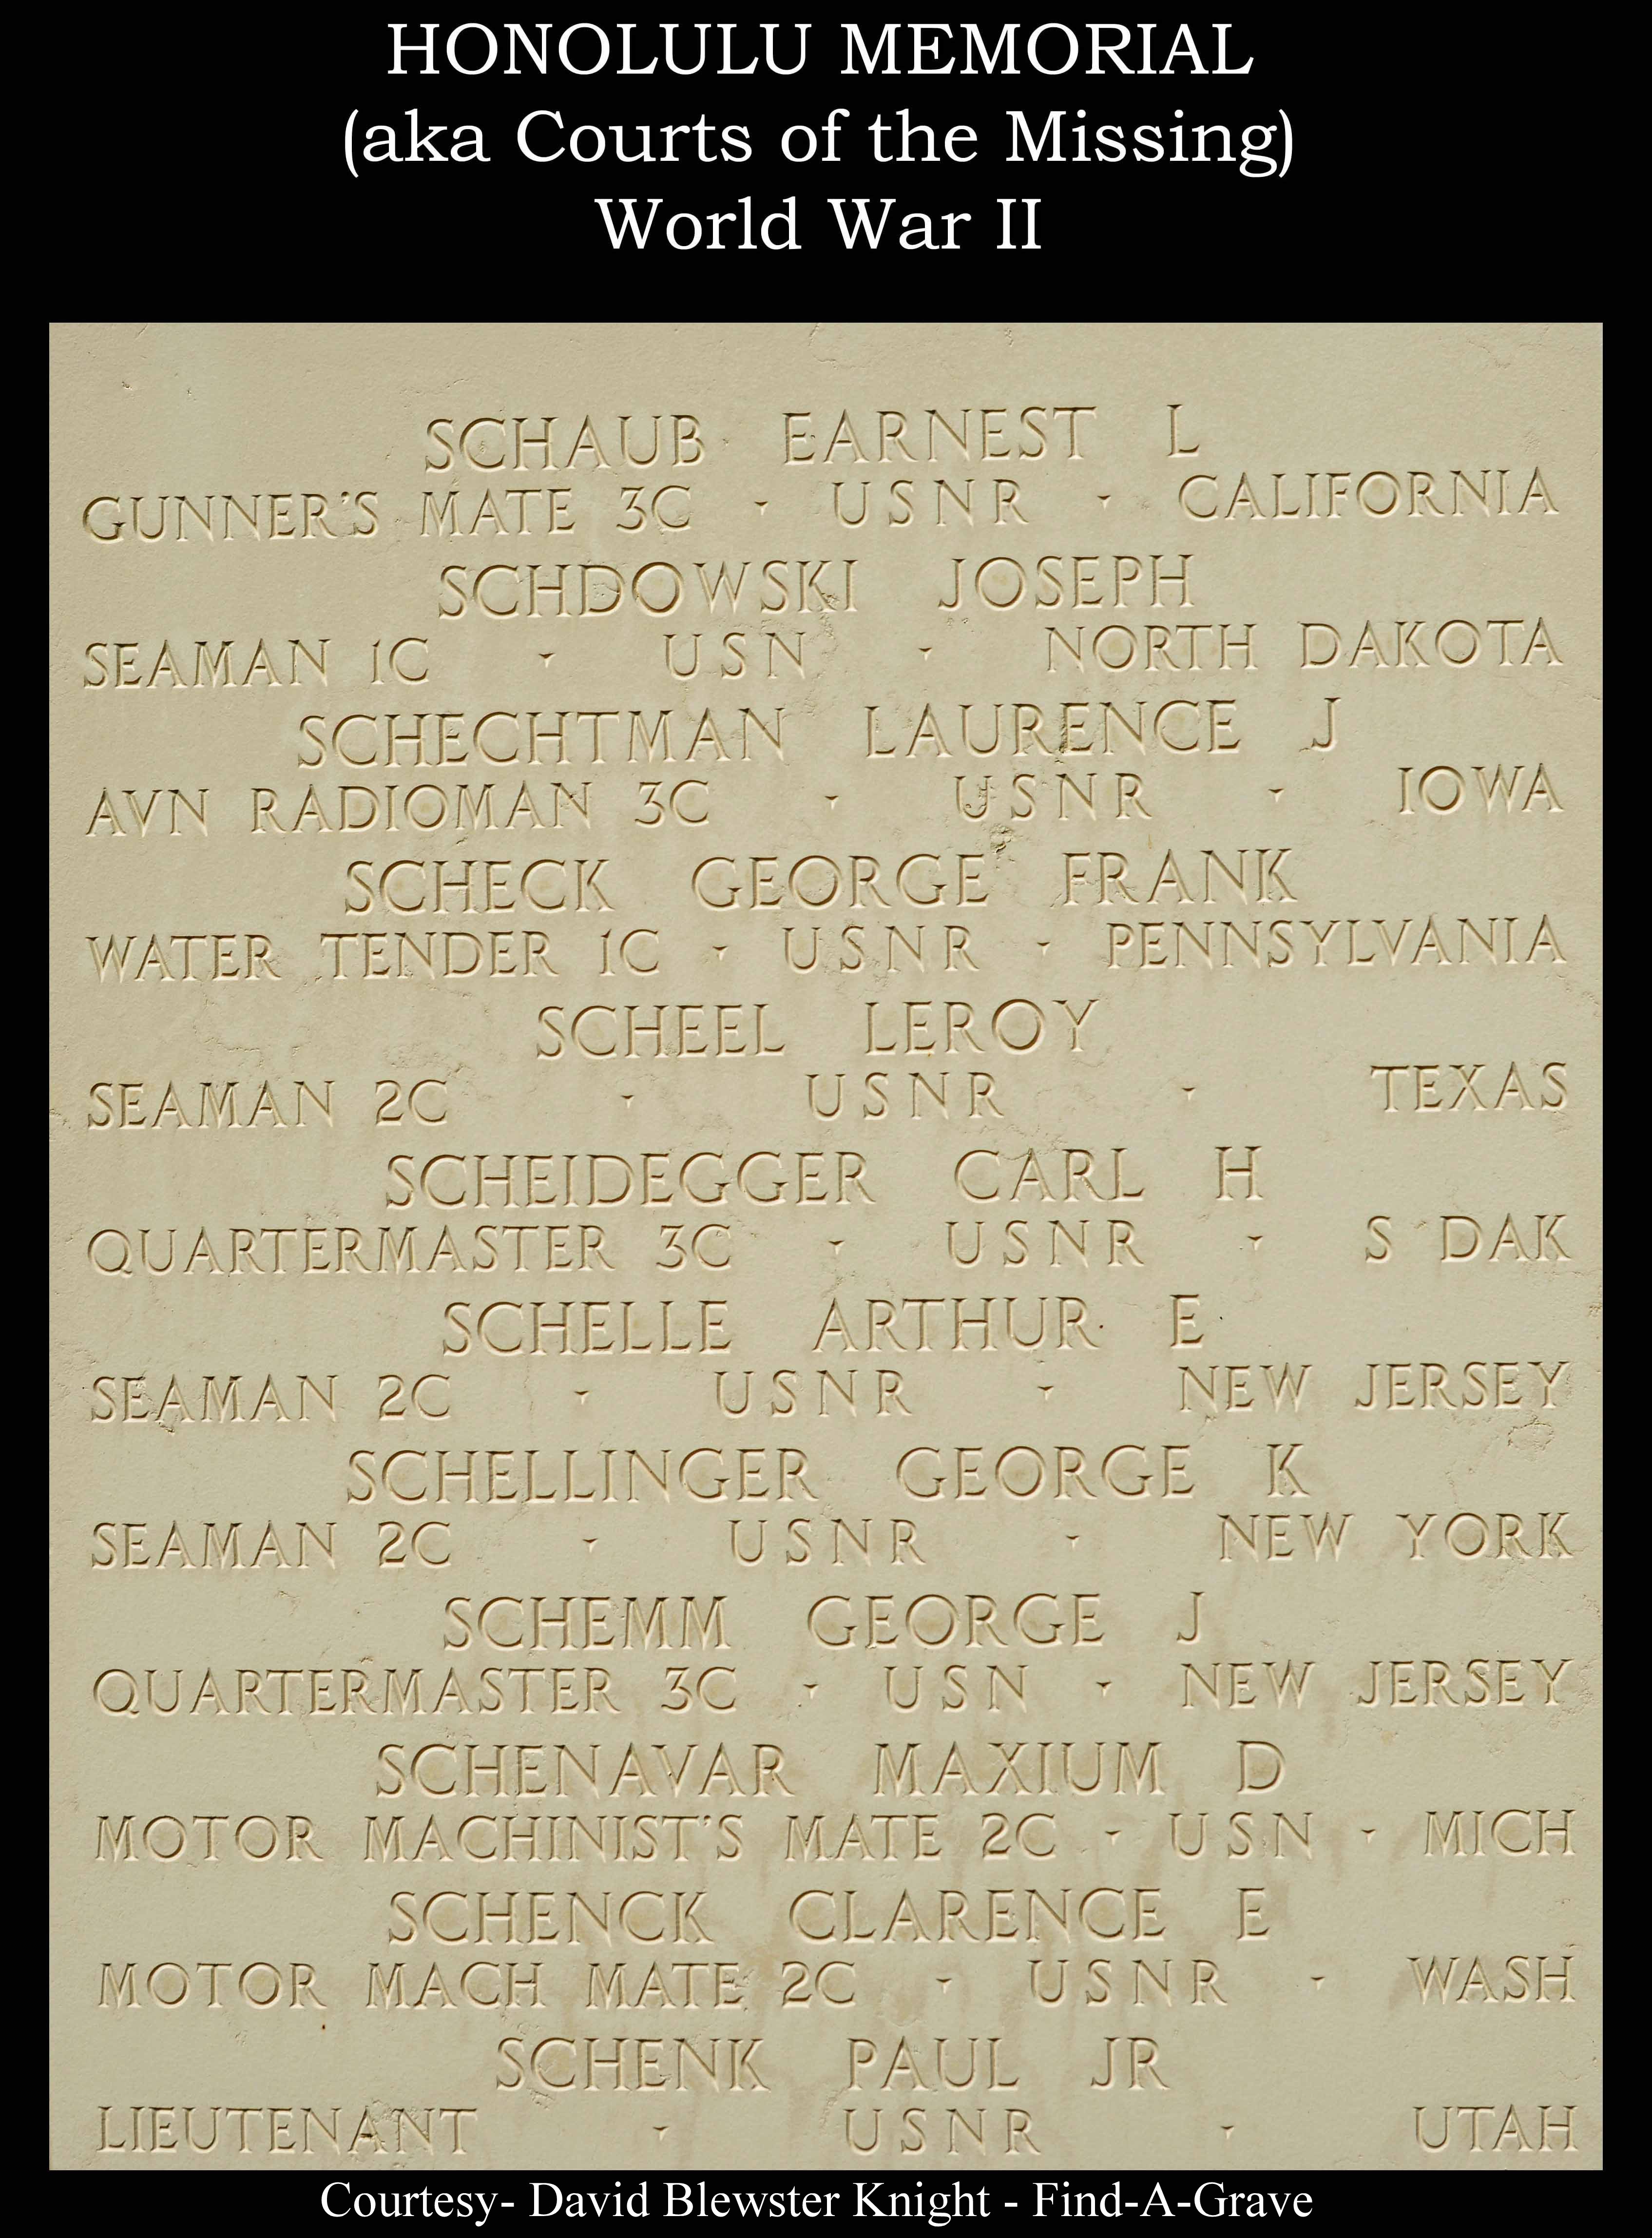 HONOLULU MEMORIAL
(aka Courts of the Missing)
World War II
SCHAUB EARNEST L
GUNNER'S MATE 3C · USNR · CALIFORNIA
SCHDOWSKI JOSEPH
SEAMAN 1C · USN · NORTH DAKOTA
SCHECHTMAN LAURENCE J
AVN RADIOMAN 3C · USNR · IOWA
SCHECK GEORGE FRANK
WATER TENDER 1C · USNR · PENNSYLVANIA
SCHEEL LEROY
SEAMAN 2C · USNR · TEXAS
SCHEIDEGGER CARL H
QUARTERMASTER 3C · USNR · S DAK
SCHELLE ARTHUR E
SEAMAN 2C · USNR · NEW JERSEY
SCHELLINGER GEORGE K
SEAMAN 2C · USNR · NEW YORK
SCHEMM GEORGE J
QUARTERMASTER 3C · USN · NEW JERSEY
SCHENAVAR MAXIUM D
MOTOR MACHINIST'S MATE 2C · USN · MICH
SCHENCK CLARENCE E
MOTOR MACH MATE 2C · USNR · WASH
SCHENK PAUL JR
LIEUTENANT · USNR · UTAH
Courtesy- David Blewster Knight - Find-A-Grave